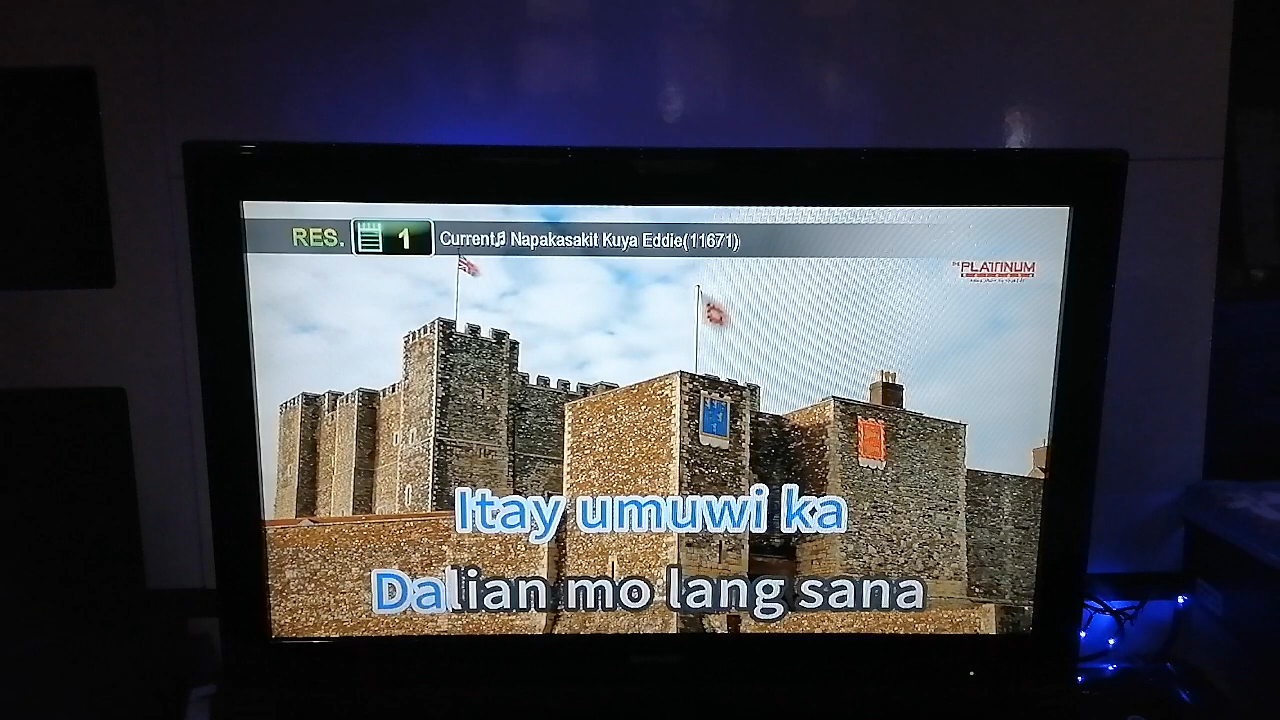 RES. 1 Current♫ Napakasakit Kuya Eddie(11671)
PLATINUM
Itay umuwi ka
Dalian mo lang sana